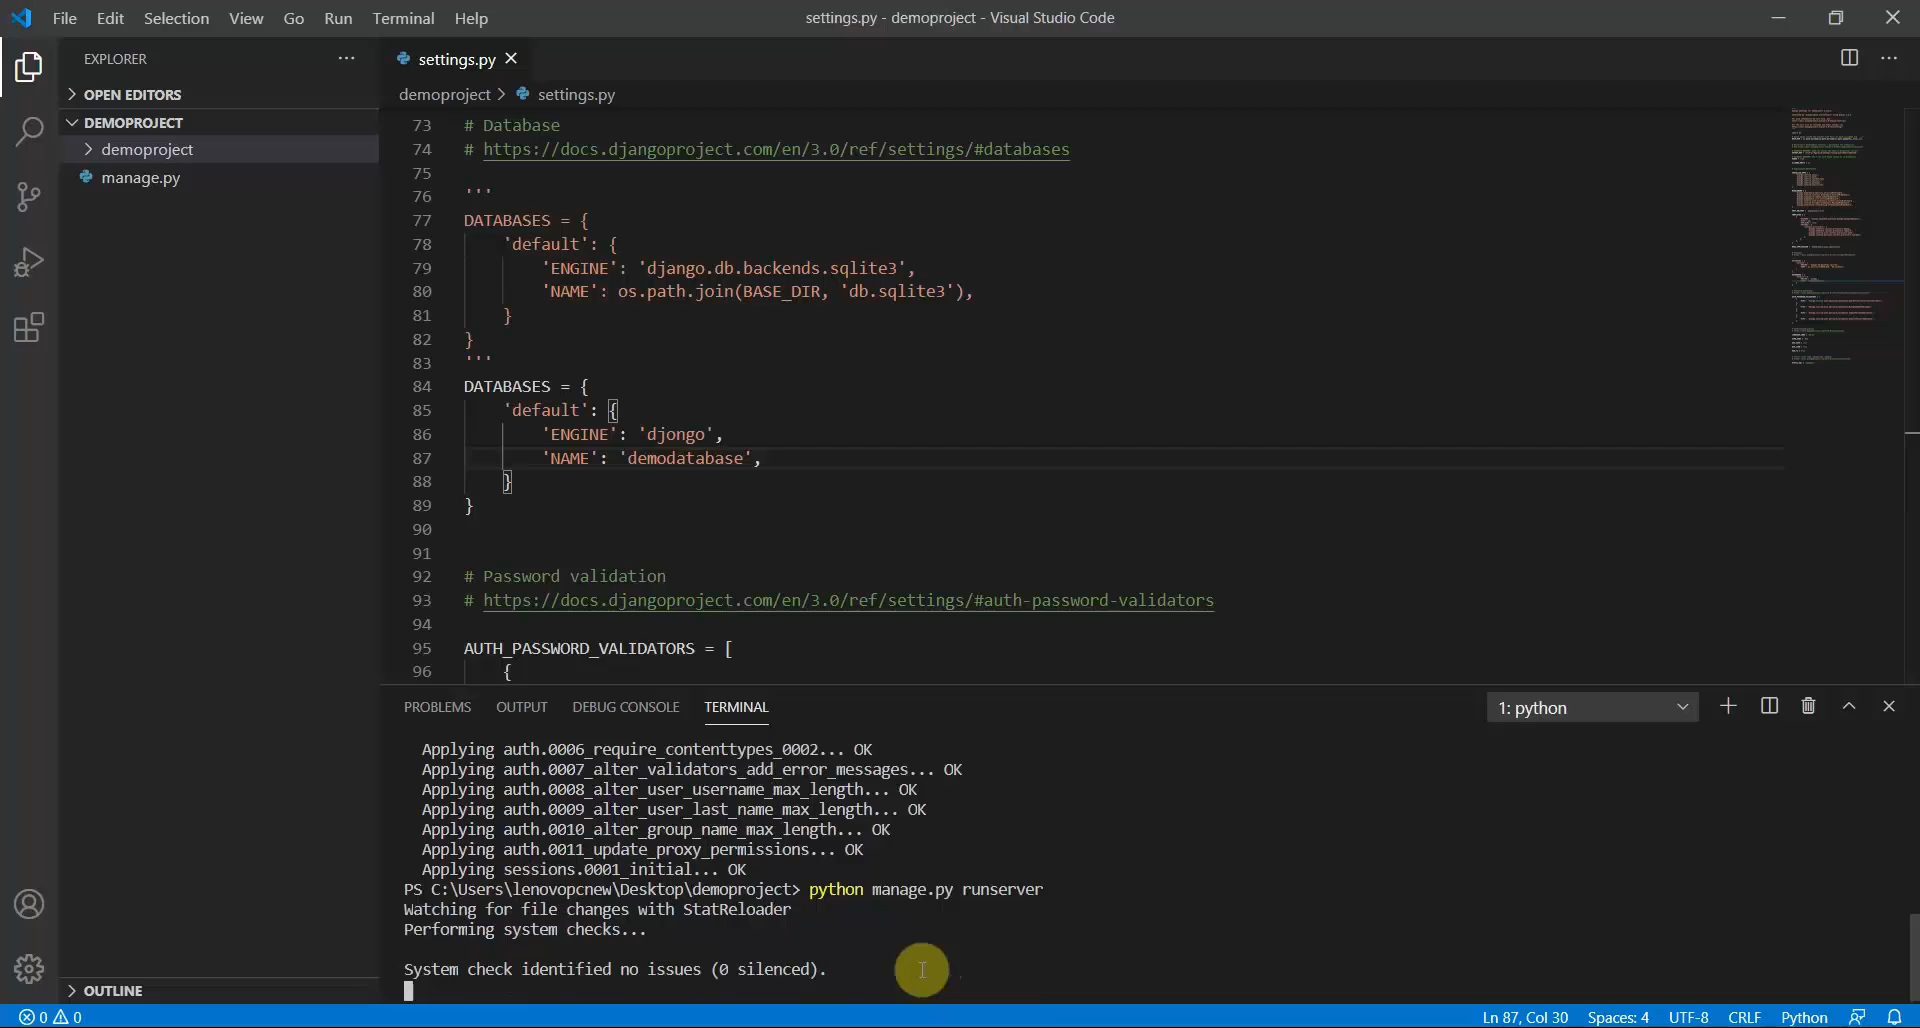 File Edit Selection View Go Run Terminal Help
settings.py - demoproject - Visual Studio Code
EXPLORER
OPEN EDITORS
DEMOPROJECT
demoproject
manage.py
OUTLINE
settings.py
demoproject > settings.py
73 # Database
74 # https://docs.djangoproject.com/en/3.0/ref/settings/#databases
75
76 '''
77 DATABASES = {
78     'default': {
79         'ENGINE': 'django.db.backends.sqlite3',
80         'NAME': os.path.join(BASE_DIR, 'db.sqlite3'),
81     }
82 }
83 '''
84 DATABASES = {
85     'default': {
86         'ENGINE': 'djongo',
87         'NAME': 'demodatabase',
88     }
89 }
90
91
92 # Password validation
93 # https://docs.djangoproject.com/en/3.0/ref/settings/#auth-password-validators
94
95 AUTH_PASSWORD_VALIDATORS = [
96     {
PROBLEMS OUTPUT DEBUG CONSOLE TERMINAL
1: python
Applying auth.0006_require_contenttypes_0002... OK
Applying auth.0007_alter_validators_add_error_messages... OK
Applying auth.0008_alter_user_username_max_length... OK
Applying auth.0009_alter_user_last_name_max_length... OK
Applying auth.0010_alter_group_name_max_length... OK
Applying auth.0011_update_proxy_permissions... OK
Applying sessions.0001_initial... OK
PS C:\Users\lenovopcnew\Desktop\demoproject> python manage.py runserver
Watching for file changes with StatReloader
Performing system checks...
System check identified no issues (0 silenced).
0 0
Ln 87, Col 30 Spaces: 4 UTF-8 CRLF Python